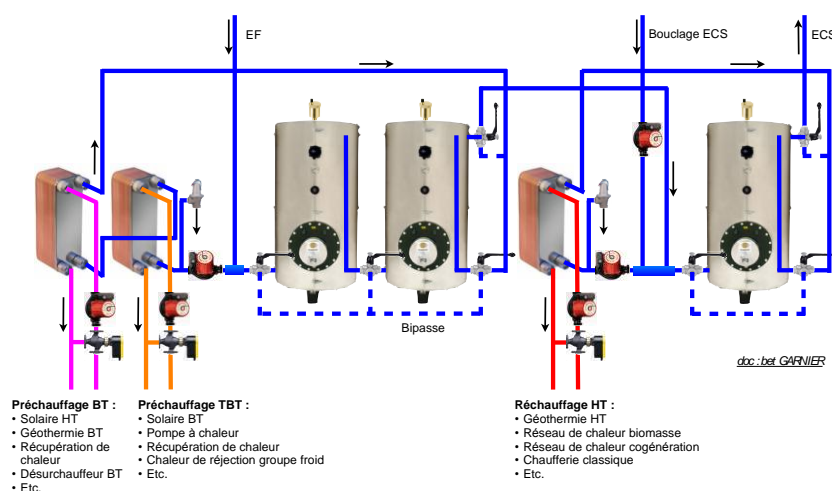 EF
Bouclage ECS
ECS
Bipasse
doc : bet GARNIER
Préchauffage BT :
• Solaire HT
• Géothermie BT
• Récupération de
chaleur
• Désurchauffeur BT
• Etc.
Préchauffage TBT :
• Solaire BT
• Pompe à chaleur
• Récupération de chaleur
• Chaleur de réjection groupe froid
• Etc.
Réchauffage HT :
• Géothermie HT
• Réseau de chaleur biomasse
• Réseau de chaleur cogénération
• Chaufferie classique
• Etc.